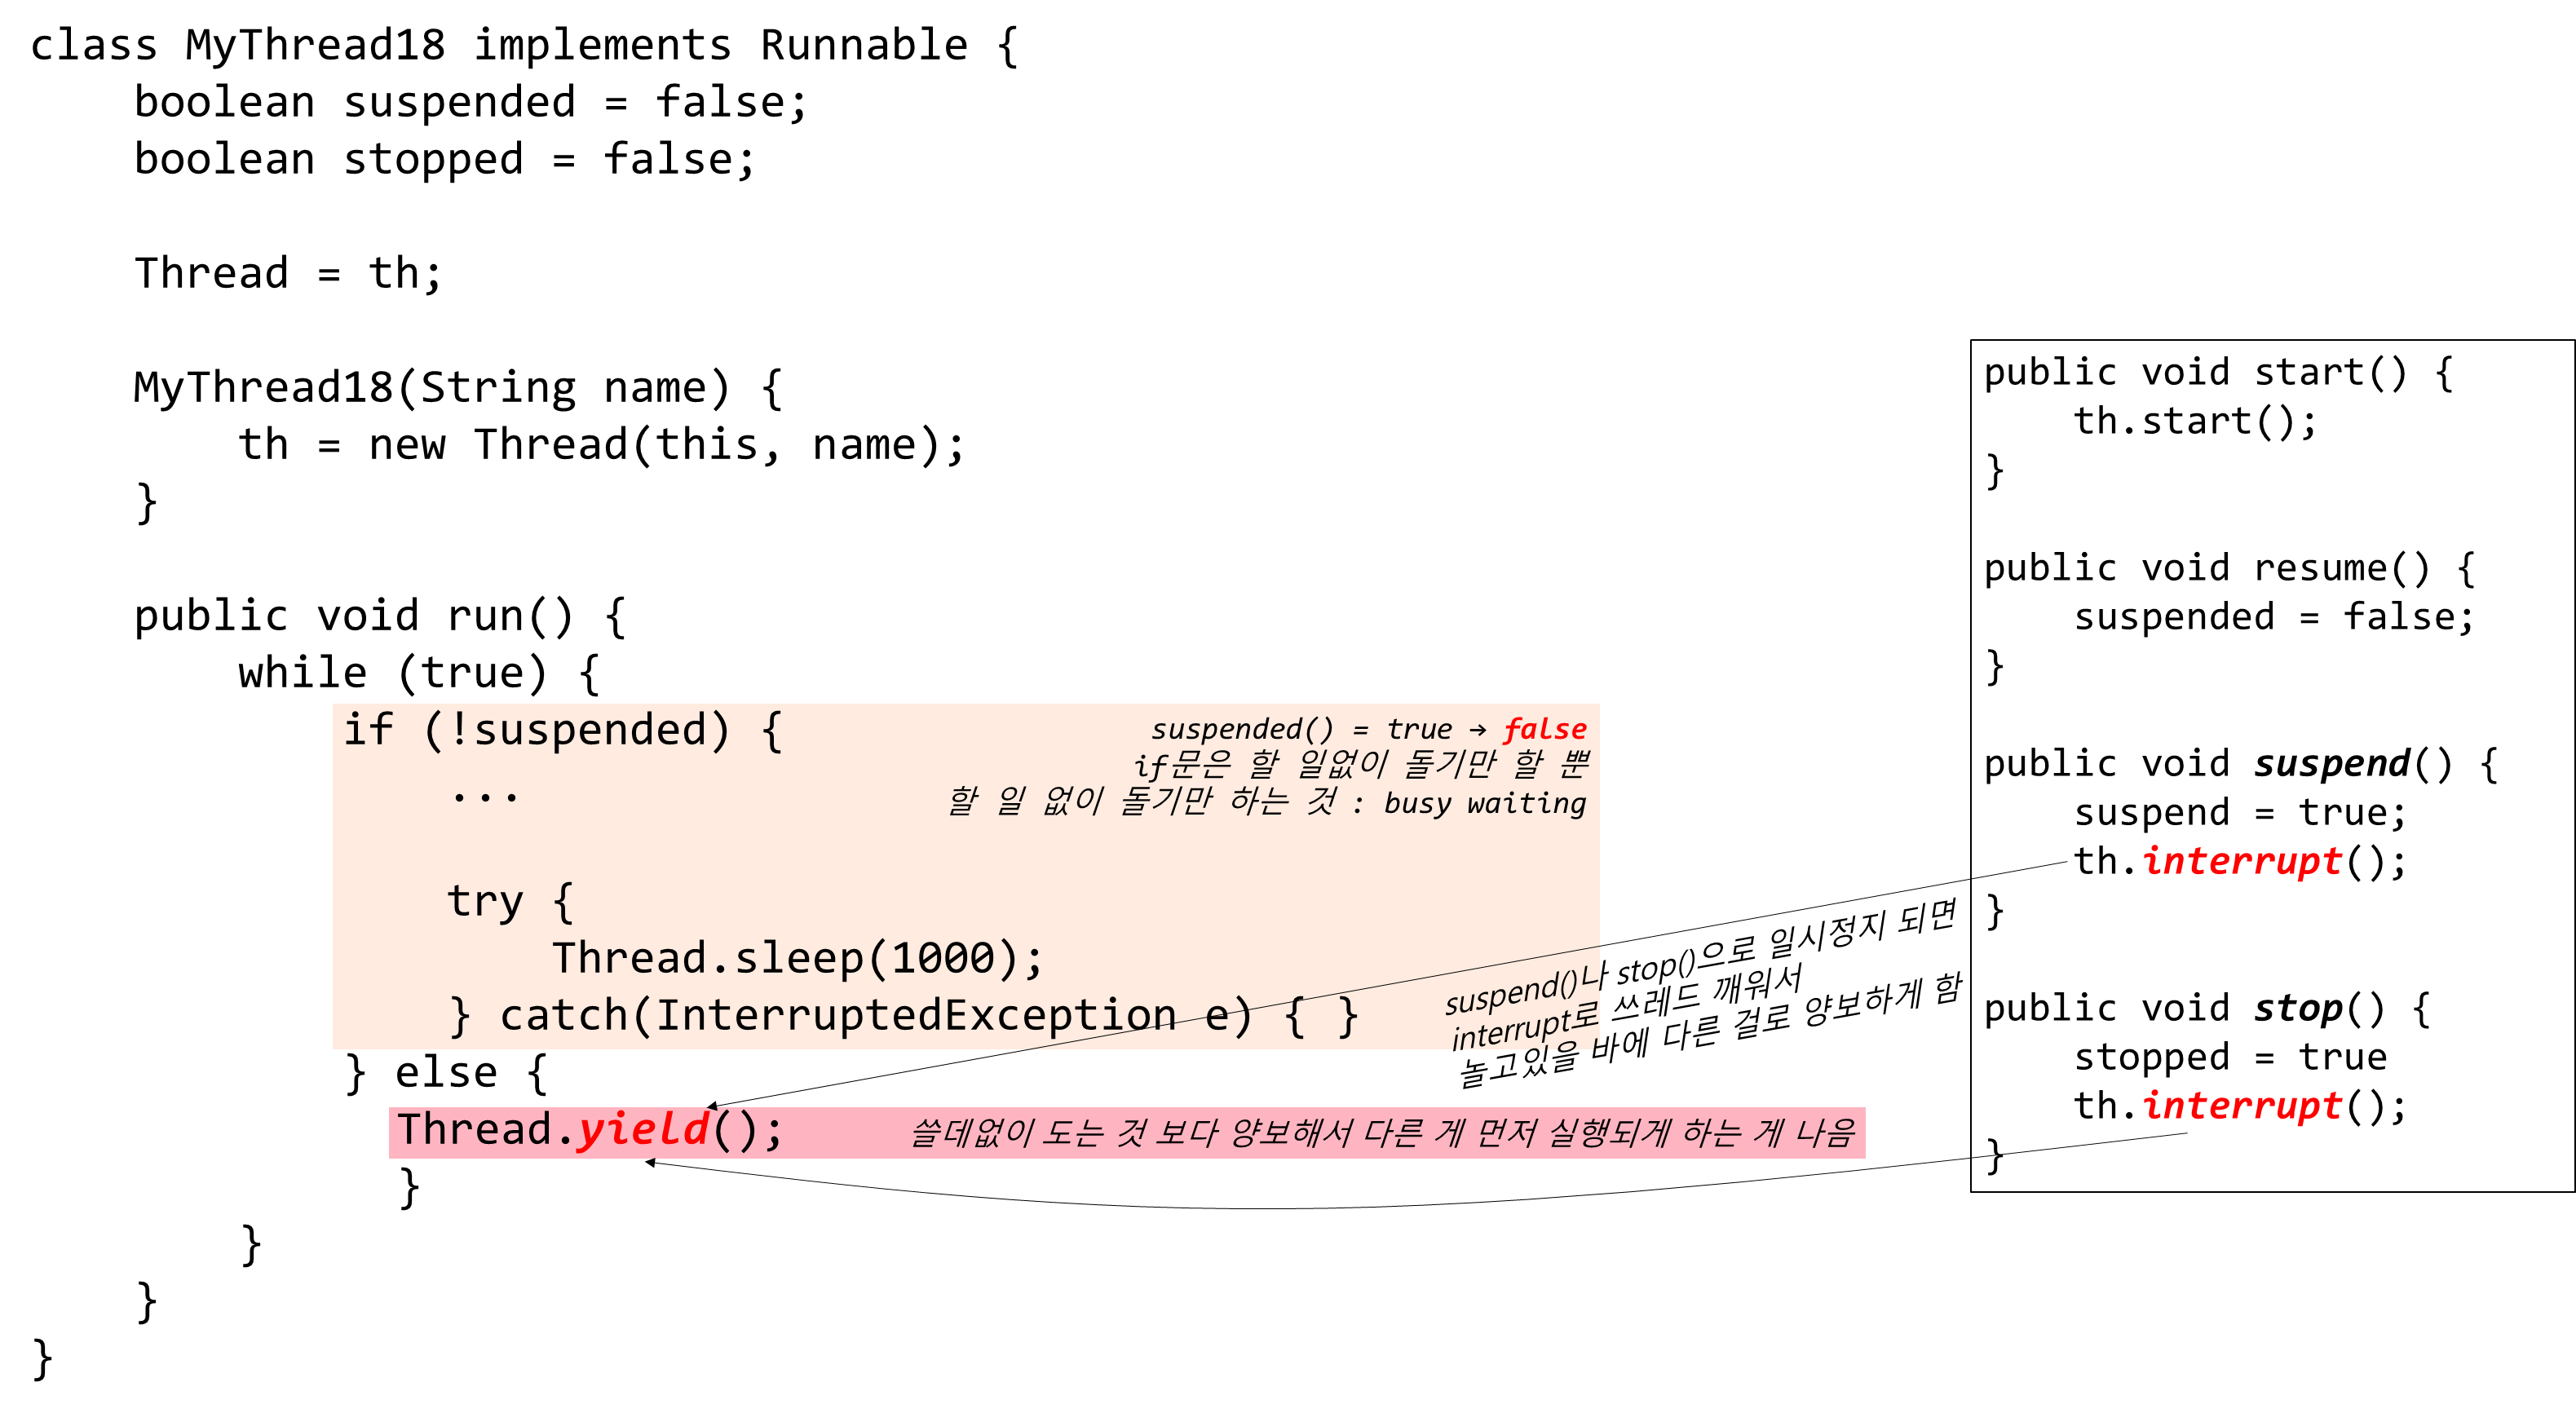 class MyThread18 implements Runnable {
boolean suspended = false;
boolean stopped = false;
Thread = th;
MyThread18(String name) {
th = new Thread(this, name);
}
public void run() {
while (true) {
if (!suspended) {
suspended() = true → false
if문은 할 일없이 돌기만 할 뿐
...
할 일 없이 돌기만 하는 것 : busy waiting
try {
Thread.sleep(1000);
} catch(InterruptedException e) { }
} else {
Thread.yield();
쓸데없이 도는 것 보다 양보해서 다른 게 먼저 실행되게 하는 게 나음
}
}
}
}
suspend()나 stop()으로 일시정지 되면
interrupt로 쓰레드 깨워서
놀고있을 바에 다른 걸로 양보하게 함
public void start() {
th.start();
}
public void resume() {
suspended = false;
}
public void suspend() {
suspend = true;
th.interrupt();
}
public void stop() {
stopped = true
th.interrupt();
}